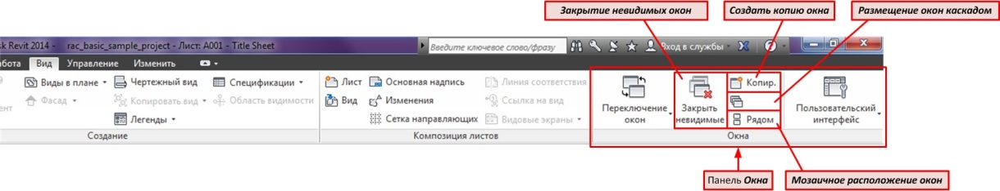 Закрытие невидимых окон
Создать копию окна
Размещение окон каскадом
sk Revit 2014 - rac_basic_sample_project - Лист: A001 - Title Sheet
Введите ключевое слово/фразу
Вход в службы
абота Вид Управление Изменить
Виды в плане Чертежный вид Спецификации
Фасад Копировать вид Область видимости
ент
Легенды
Создание
Лист Основная надпись Линия соответствия
Вид Изменения Ссылка на вид
Сетка направляющих Видовые экраны
Композиция листов
Переключение
окон
Закрыть
невидимые
Копир.
Рядом
Пользовательский
интерфейс
Окна
Панель Окна
Мозаичное расположение окон